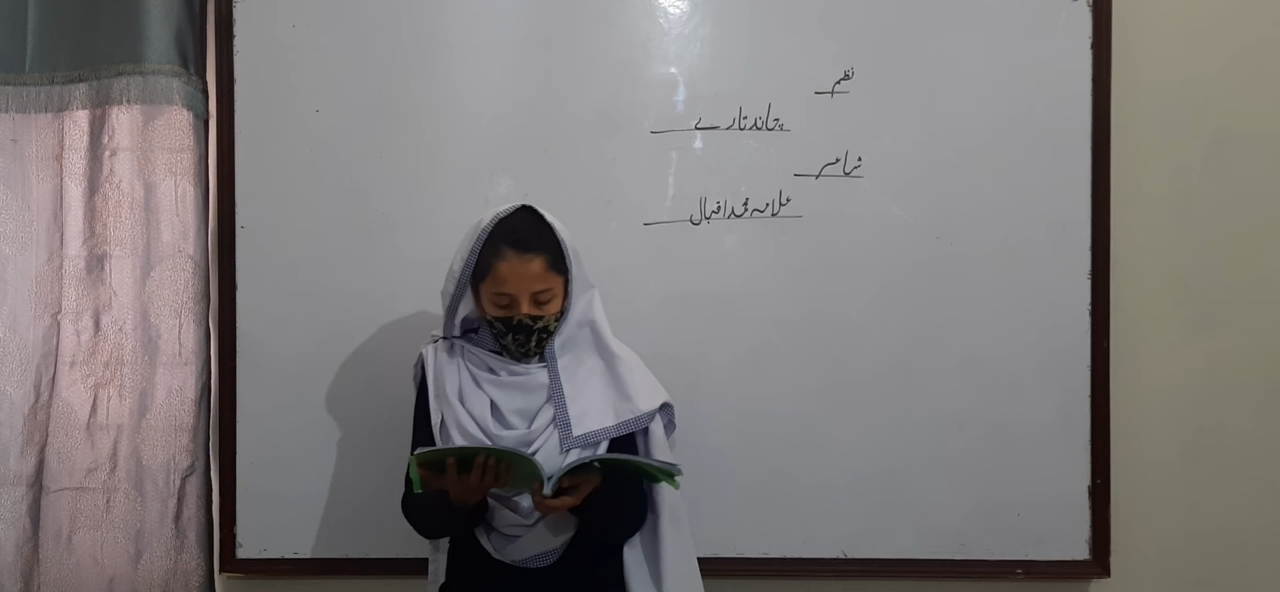 نظم
چاند تارے
شاعر
علامہ محمد اقبال